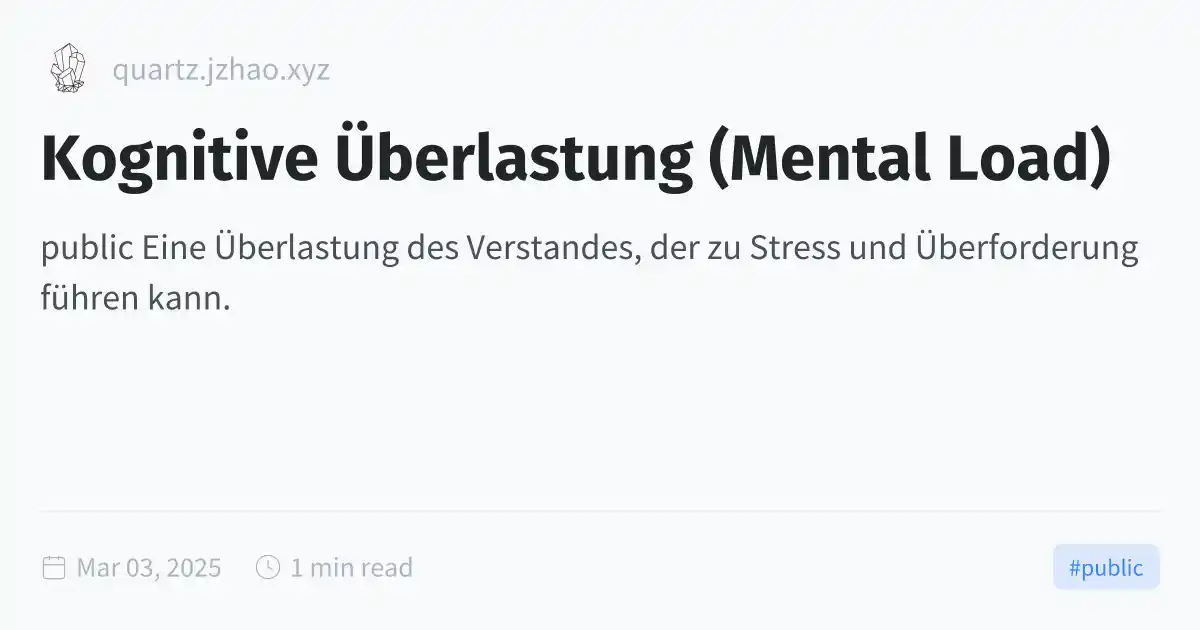 quartz.jzhao.xyz
Kognitive Überlastung (Mental Load)
public Eine Überlastung des Verstandes, der zu Stress und Überforderung
führen kann.
Mar 03, 2025 1 min read #public